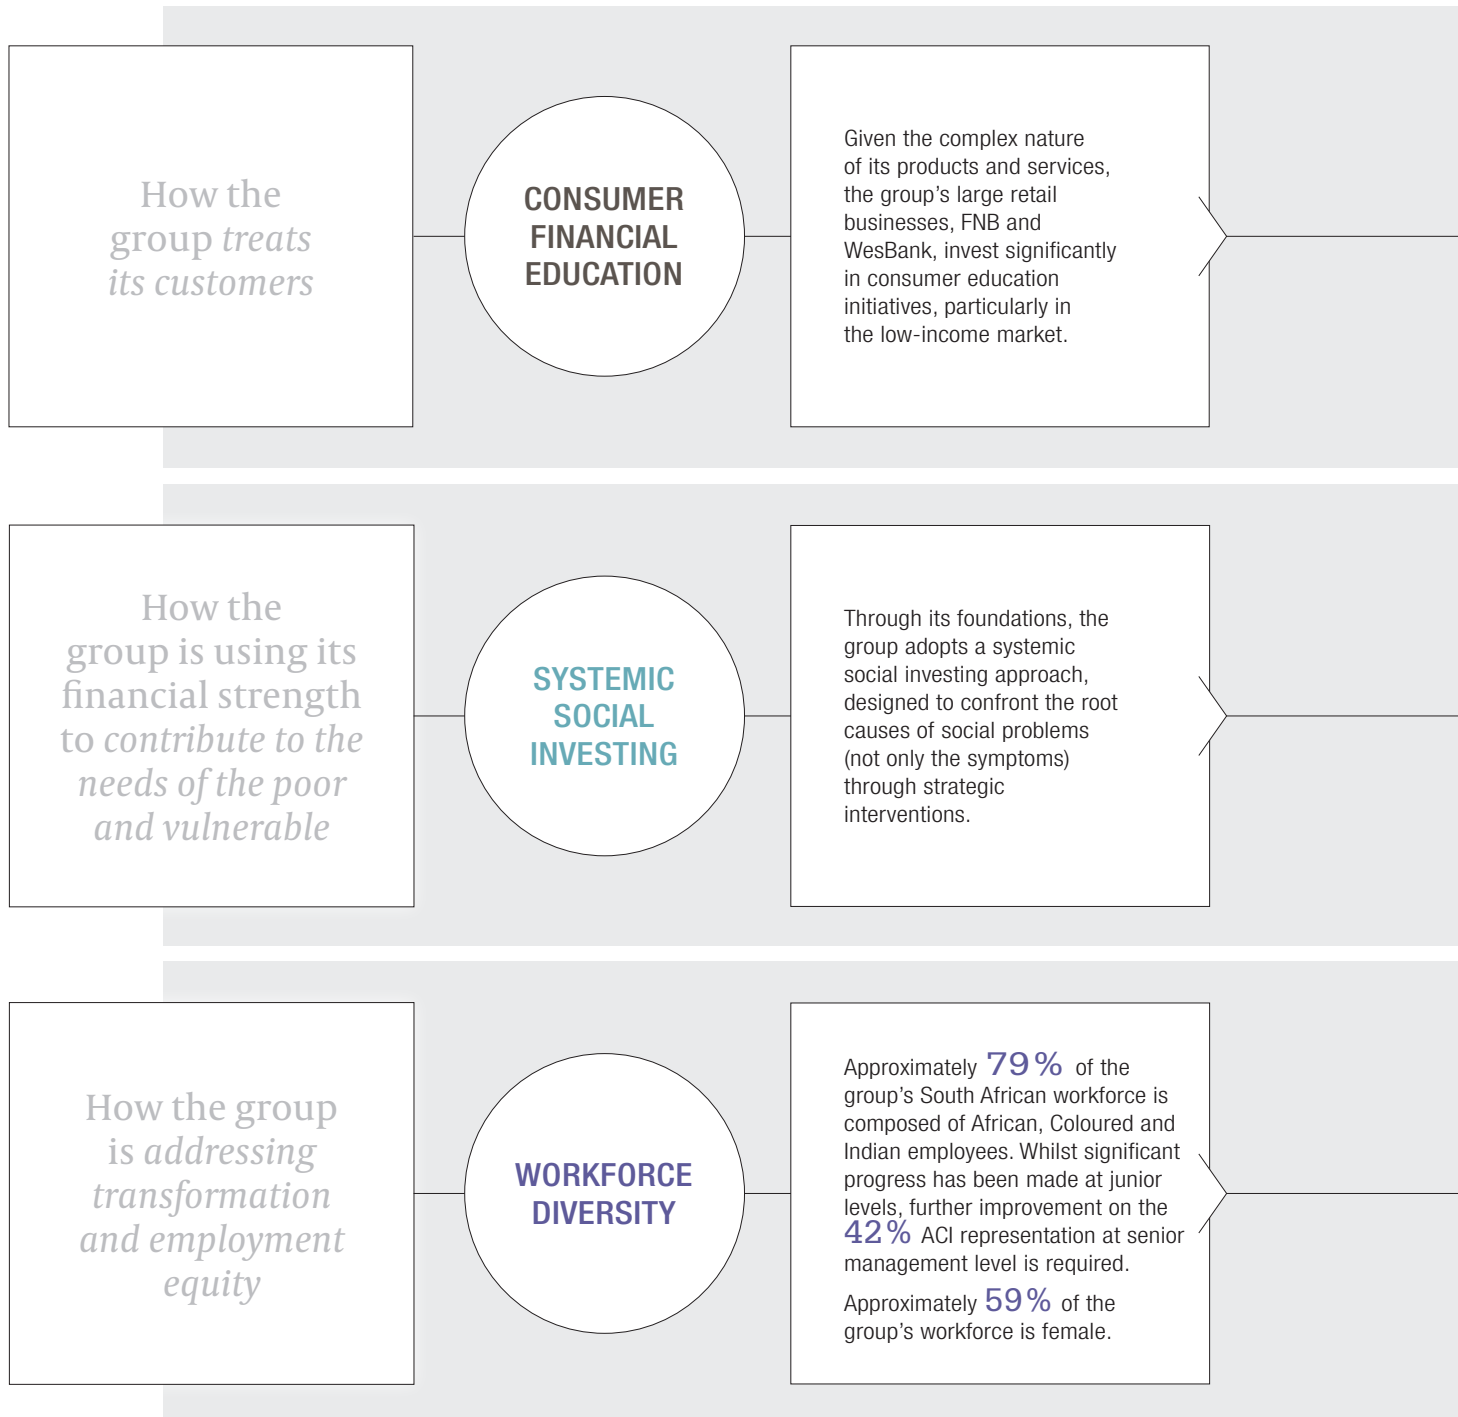 How the
group treats
its customers
CONSUMER
FINANCIAL
EDUCATION
Given the complex nature
of its products and services,
the group’s large retail
businesses, FNB and
WesBank, invest significantly
in consumer education
initiatives, particularly in
the low-income market.
How the
group is using its
financial strength
to contribute to the
needs of the poor
and vulnerable
SYSTEMIC
SOCIAL
INVESTING
Through its foundations, the
group adopts a systemic
social investing approach,
designed to confront the root
causes of social problems
(not only the symptoms)
through strategic
interventions.
How the group
is addressing
transformation
and employment
equity
WORKFORCE
DIVERSITY
Approximately 79% of the
group’s South African workforce is
composed of African, Coloured and
Indian employees. Whilst significant
progress has been made at junior
levels, further improvement on the
42% ACI representation at senior
management level is required.
Approximately 59% of the
group’s workforce is female.